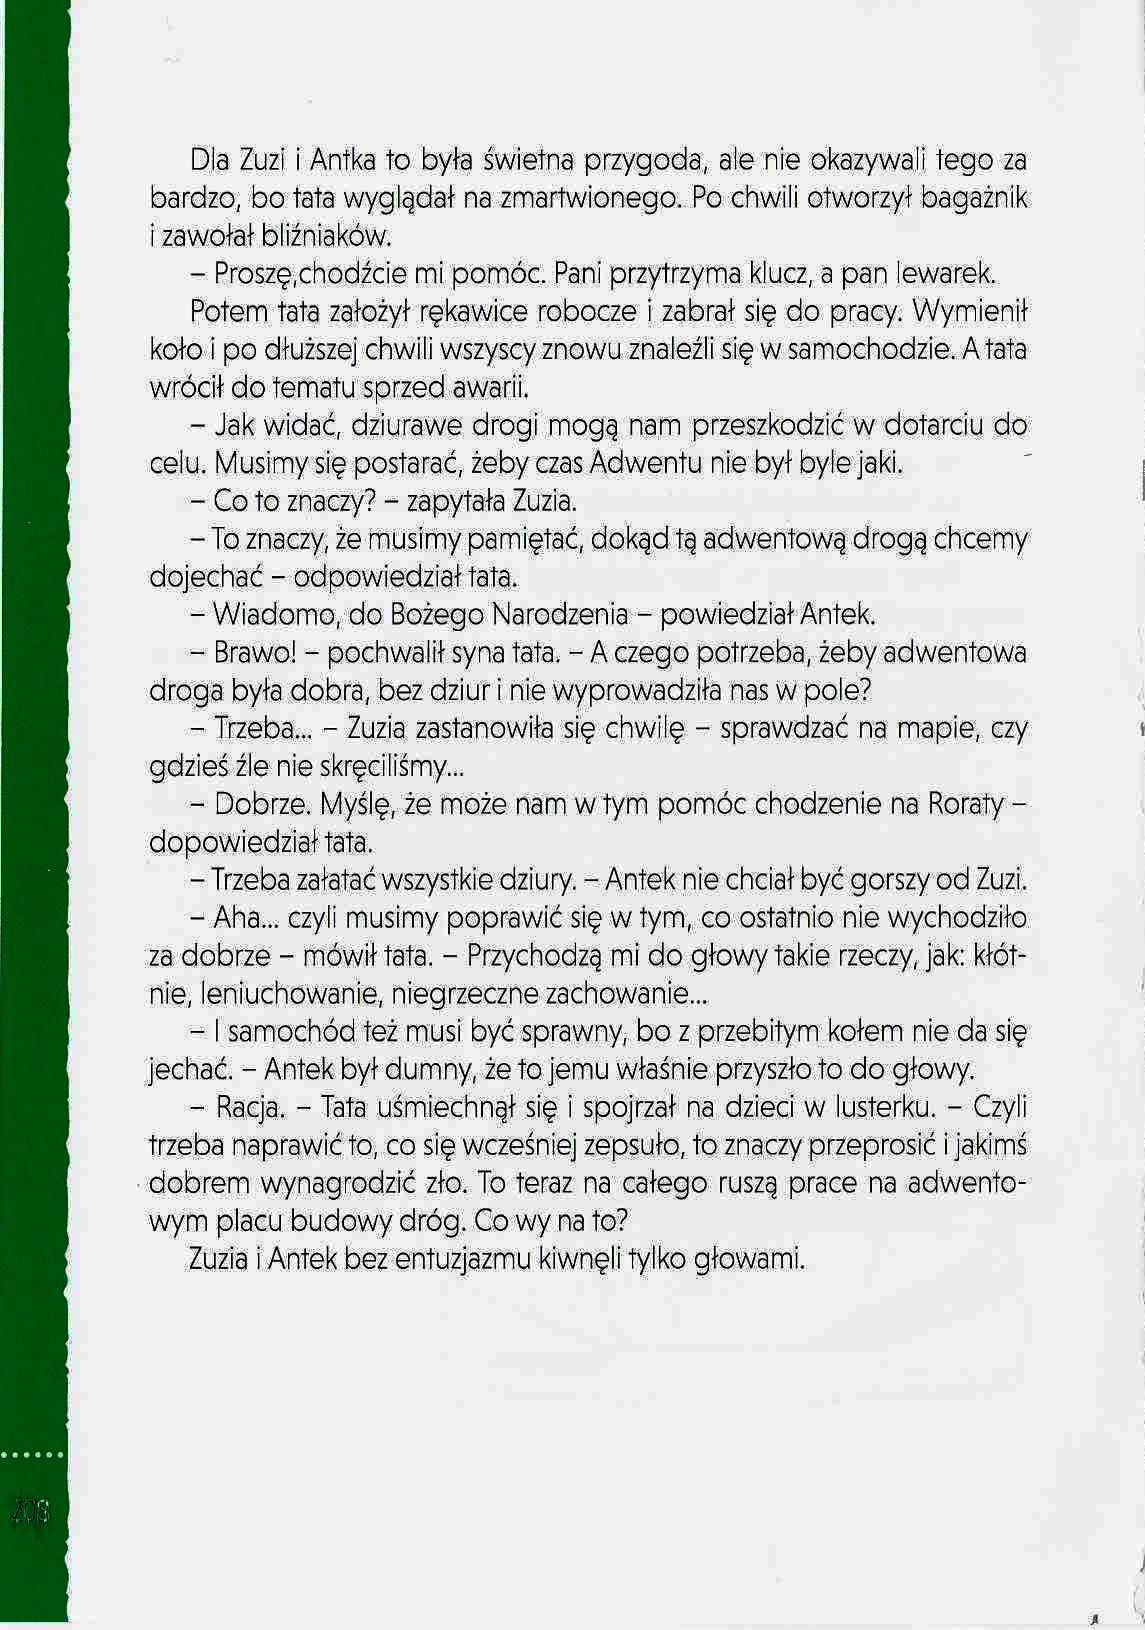 Dla Zuzi i Antka to była świetna przygoda, ale nie okazywali tego za
bardzo, bo tata wyglądał na zmartwionego. Po chwili otworzył bagażnik
i zawołał bliźniaków.
– Proszę,chodźcie mi pomóc. Pani przytrzyma klucz, a pan lewarek.
Potem tata założył rękawice robocze i zabrał się do pracy. Wymienił
koło i po dłuższej chwili wszyscy znowu znaleźli się w samochodzie. A tata
wrócił do tematu sprzed awarii.
– Jak widać, dziurawe drogi mogą nam przeszkodzić w dotarciu do
celu. Musimy się postarać, żeby czas Adwentu nie był byle jaki.
– Co to znaczy? – zapytała Zuzia.
– To znaczy, że musimy pamiętać, dokąd tą adwentową drogą chcemy
dojechać – odpowiedział tata.
– Wiadomo, do Bożego Narodzenia – powiedział Antek.
– Brawo! – pochwalił syna tata. – A czego potrzeba, żeby adwentowa
droga była dobra, bez dziur i nie wyprowadziła nas w pole?
– Trzeba... – Zuzia zastanowiła się chwilę – sprawdzać na mapie, czy
gdzieś źle nie skręciliśmy...
– Dobrze. Myślę, że może nam w tym pomóc chodzenie na Roraty –
dopowiedział tata.
– Trzeba załatać wszystkie dziury. – Antek nie chciał być gorszy od Zuzi.
– Aha... czyli musimy poprawić się w tym, co ostatnio nie wychodziło
za dobrze – mówił tata. – Przychodzą mi do głowy takie rzeczy, jak: kłót-
nie, leniuchowanie, niegrzeczne zachowanie...
– I samochód też musi być sprawny, bo z przebitym kołem nie da się
jechać. – Antek był dumny, że to jemu właśnie przyszło to do głowy.
– Racja. – Tata uśmiechnął się i spojrzał na dzieci w lusterku. – Czyli
trzeba naprawić to, co się wcześniej zepsuło, to znaczy przeprosić i jakimś
dobrem wynagrodzić zło. To teraz na całego ruszą prace na adwento-
wym placu budowy dróg. Co wy na to?
Zuzia i Antek bez entuzjazmu kiwnęli tylko głowami.